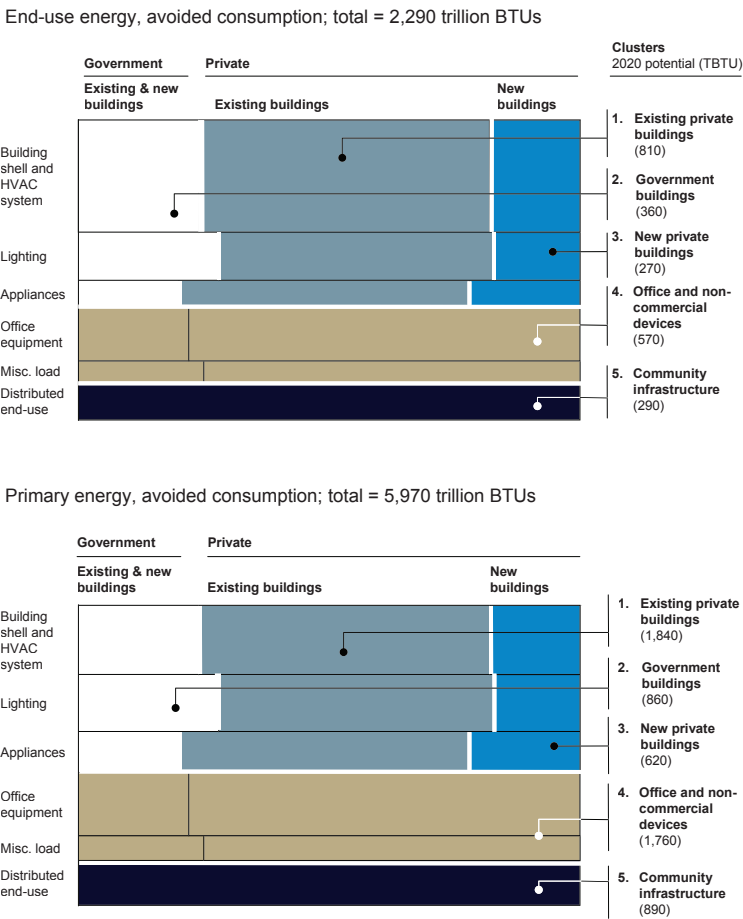 End-use energy, avoided consumption; total = 2,290 trillion BTUs
Clusters
2020 potential (TBTU)
Government
Private
Existing & new
buildings
Existing buildings
New
buildings
Building
shell and
HVAC
system
Lighting
Appliances
Office
equipment
Misc. load
Distributed
end-use
1. Existing private
buildings
(810)
2. Government
buildings
(360)
3. New private
buildings
(270)
4. Office and non-
commercial
devices
(570)
5. Community
infrastructure
(290)
Primary energy, avoided consumption; total = 5,970 trillion BTUs
Government
Private
Existing & new
buildings
Existing buildings
New
buildings
Building
shell and
HVAC
system
Lighting
Appliances
Office
equipment
Misc. load
Distributed
end-use
1. Existing private
buildings
(1,840)
2. Government
buildings
(860)
3. New private
buildings
(620)
4. Office and non-
commercial
devices
(1,760)
5. Community
infrastructure
(890)